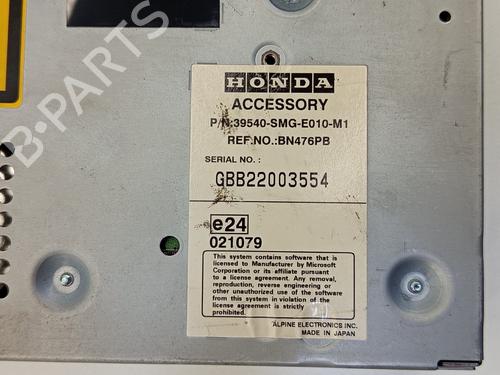 B-PARTS
HONDA
ACCESSORY
P/N:39540-SMG-E010-M1
REF.NO.:BN476PB
SERIAL NO.:
GBB22003554
e24
021079
This system contains software that is
licensed to Manufacturer by Microsoft
Corporation or its affiliate pursuant
to a license agreement. Any removal,
reproduction, reverse engineering or
other unauthorized use of the software
from this system in violation of the
license agreement is strictly
prohibited.
ALPINE ELECTRONICS INC.
MADE IN JAPAN